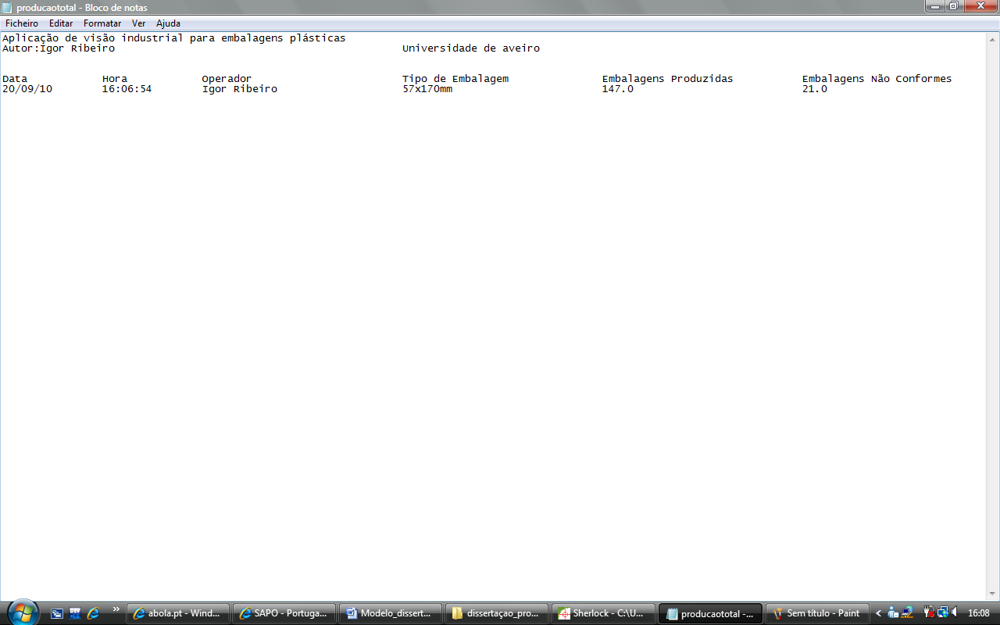 producaototal - Bloco de notas
Ficheiro Editar Formatar Ver Ajuda
Aplicação de visão industrial para embalagens plásticas
Autor:Igor Ribeiro Universidade de aveiro
Data Hora Operador Tipo de Embalagem Embalagens Produzidas Embalagens Não Conformes
20/09/10 16:06:54 Igor Ribeiro 57x170mm 147.0 21.0
» abola.pt - Wind... SAPO - Portuga... Modelo_dissert... dissertaçao_pro... Sherlock - C:\U... producaototal -... Sem título - Paint < 16:08